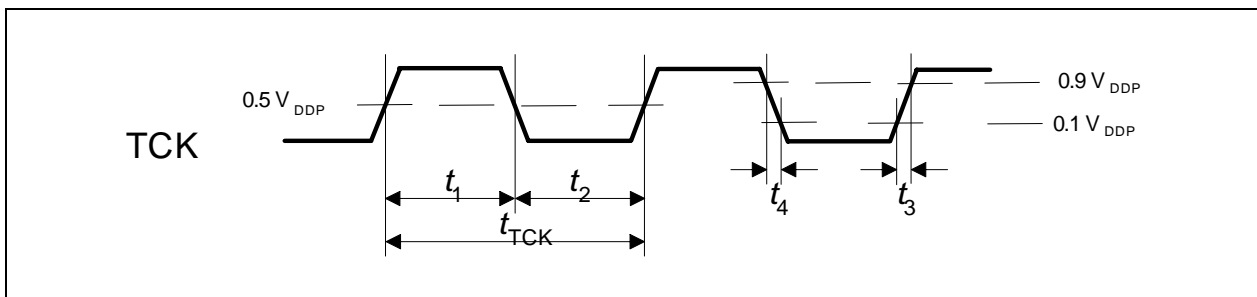 0.5 V DDP
0.9 V DDP
0.1 V DDP
TCK
t1
t2
t4
t3
tTCK